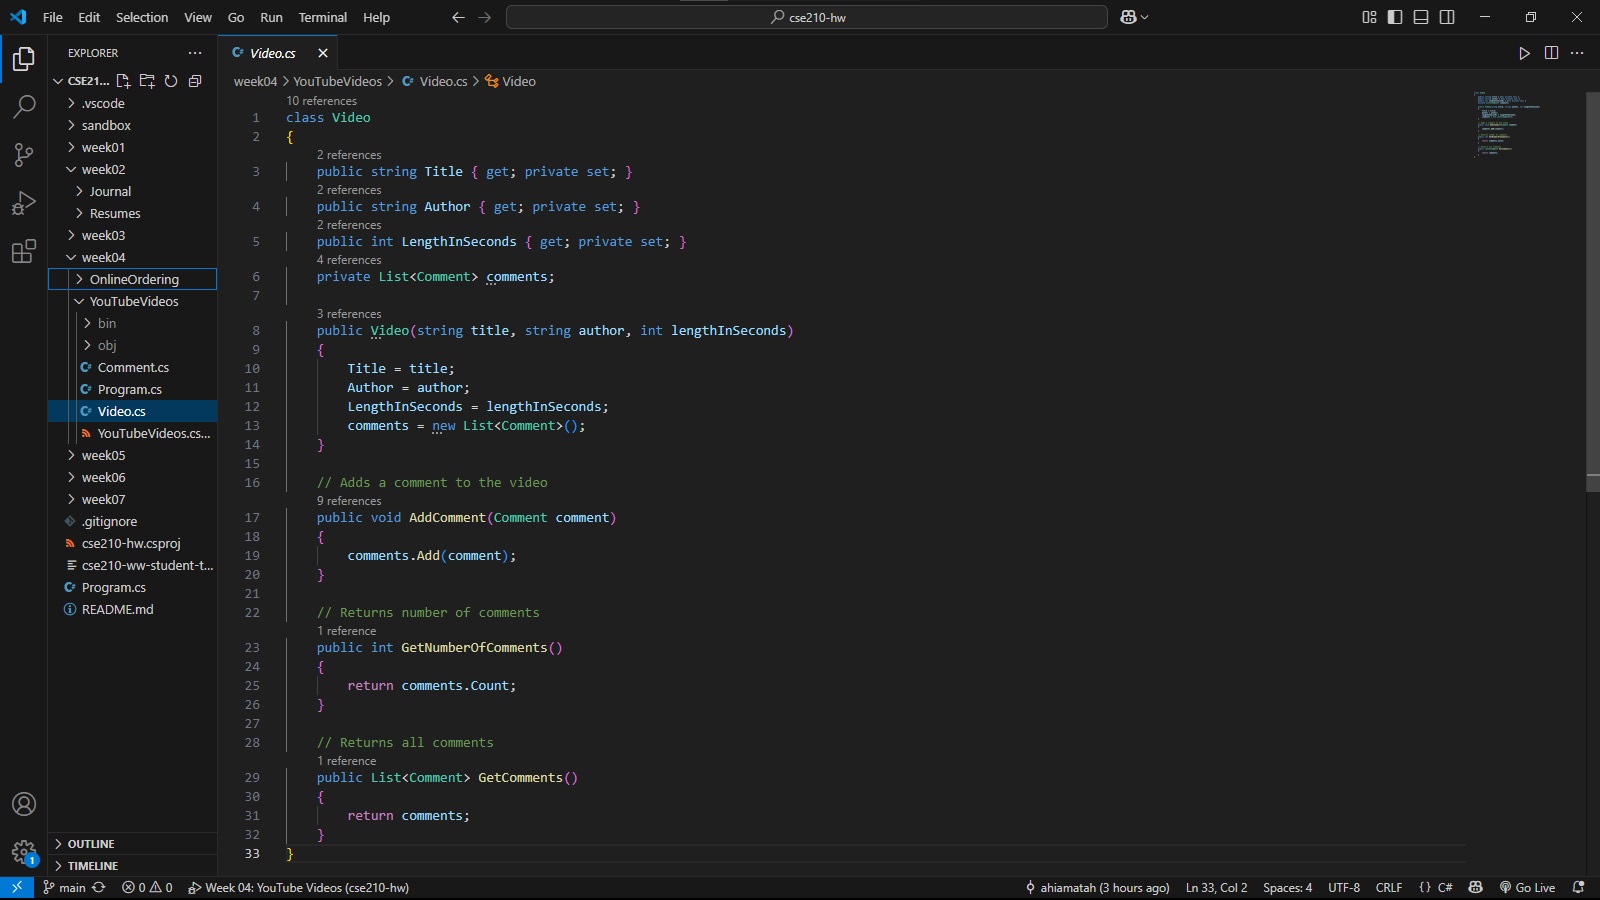 File Edit Selection View Go Run Terminal Help
cse210-hw
EXPLORER
CSE21...
.vscode
sandbox
week01
week02
Journal
Resumes
week03
week04
OnlineOrdering
YouTubeVideos
bin
obj
Comment.cs
Program.cs
Video.cs
YouTubeVideos.cs...
week05
week06
week07
.gitignore
cse210-hw.csproj
cse210-ww-student-t...
Program.cs
README.md
OUTLINE
TIMELINE
Video.cs
week04 > YouTubeVideos > Video.cs > Video
10 references
1 class Video
2 {
2 references
3 public string Title { get; private set; }
2 references
4 public string Author { get; private set; }
2 references
5 public int LengthInSeconds { get; private set; }
4 references
6 private List<Comment> comments;
7
3 references
8 public Video(string title, string author, int lengthInSeconds)
9 {
10 Title = title;
11 Author = author;
12 LengthInSeconds = lengthInSeconds;
13 comments = new List<Comment>();
14 }
15
16 // Adds a comment to the video
9 references
17 public void AddComment(Comment comment)
18 {
19 comments.Add(comment);
20 }
21
22 // Returns number of comments
1 reference
23 public int GetNumberOfComments()
24 {
25 return comments.Count;
26 }
27
28 // Returns all comments
1 reference
29 public List<Comment> GetComments()
30 {
31 return comments;
32 }
33 }
1
main 0 0 Week 04: YouTube Videos (cse210-hw) ahiamatah (3 hours ago) Ln 33, Col 2 Spaces: 4 UTF-8 CRLF {} C# Go Live